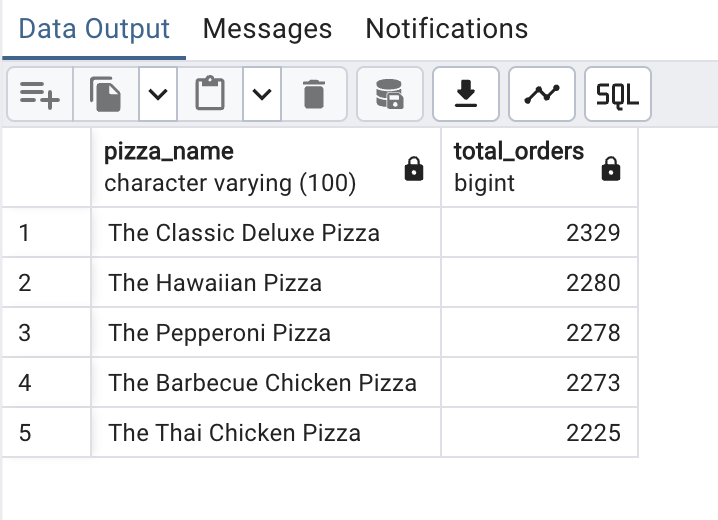 Data Output Messages Notifications
SQL
pizza_name total_orders
character varying (100) bigint
1 The Classic Deluxe Pizza 2329
2 The Hawaiian Pizza 2280
3 The Pepperoni Pizza 2278
4 The Barbecue Chicken Pizza 2273
5 The Thai Chicken Pizza 2225